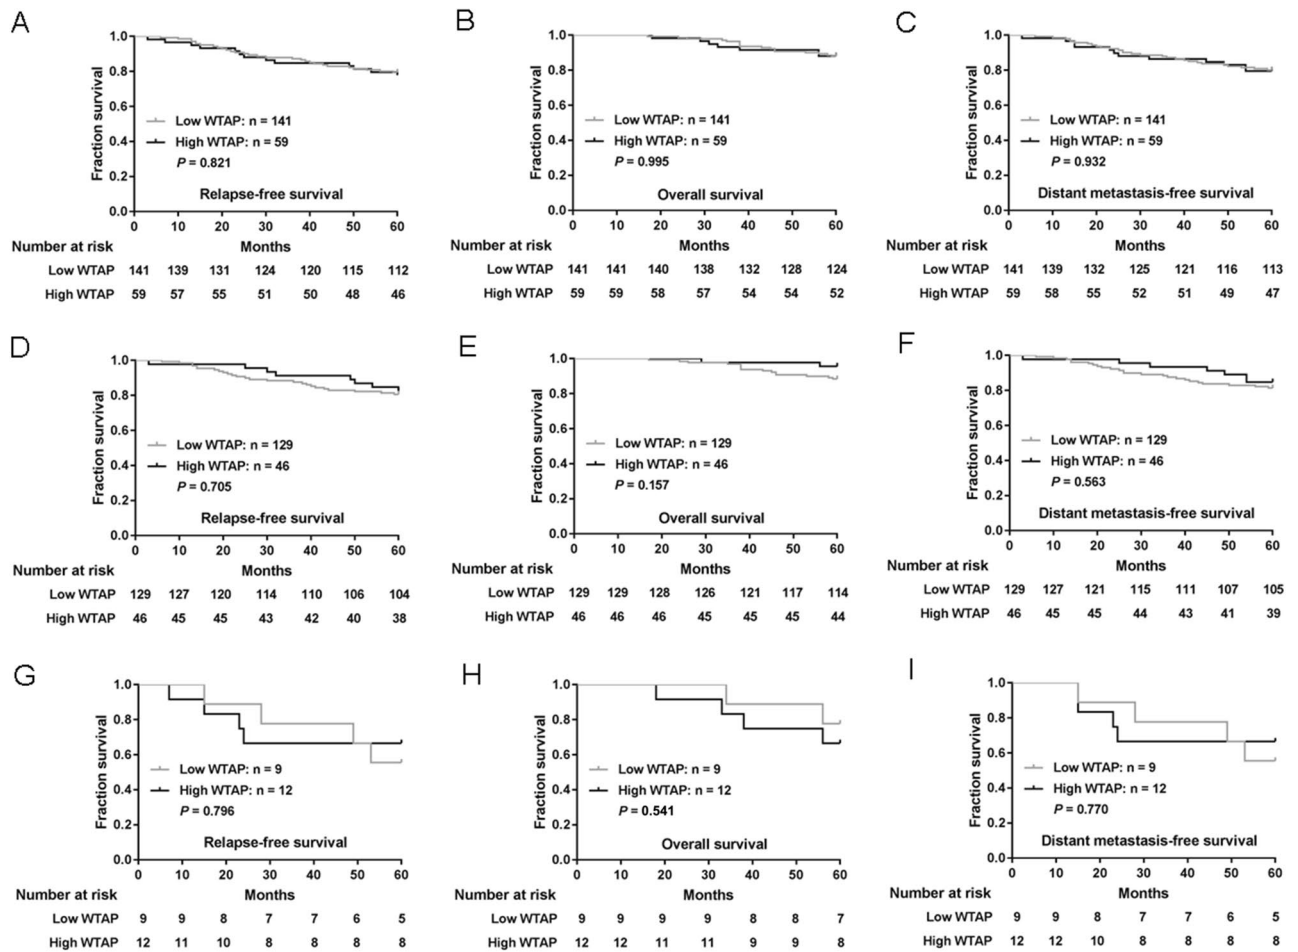 A
1.0
0.8
0.6
0.4
0.2
0.0
Fraction survival
Low WTAP: n = 141
High WTAP: n = 59
P = 0.821
Relapse-free survival
0 10 20 30 40 50 60
Months
Number at risk
Low WTAP 141 139 131 124 120 115 112
High WTAP 59 57 55 51 50 48 46
B
1.0
0.8
0.6
0.4
0.2
0.0
Fraction survival
Low WTAP: n = 141
High WTAP: n = 59
P = 0.995
Overall survival
0 10 20 30 40 50 60
Months
Number at risk
Low WTAP 141 141 140 138 132 128 124
High WTAP 59 59 58 57 54 54 52
C
1.0
0.8
0.6
0.4
0.2
0.0
Fraction survival
Low WTAP: n = 141
High WTAP: n = 59
P = 0.932
Distant metastasis-free survival
0 10 20 30 40 50 60
Months
Number at risk
Low WTAP 141 139 132 125 121 116 113
High WTAP 59 58 55 52 51 49 47
D
1.0
0.8
0.6
0.4
0.2
0.0
Fraction survival
Low WTAP: n = 129
High WTAP: n = 46
P = 0.705
Relapse-free survival
0 10 20 30 40 50 60
Months
Number at risk
Low WTAP 129 127 120 114 110 106 104
High WTAP 46 45 45 43 42 40 38
E
1.0
0.8
0.6
0.4
0.2
0.0
Fraction survival
Low WTAP: n = 129
High WTAP: n = 46
P = 0.157
Overall survival
0 10 20 30 40 50 60
Months
Number at risk
Low WTAP 129 129 128 126 121 117 114
High WTAP 46 46 46 45 45 45 44
F
1.0
0.8
0.6
0.4
0.2
0.0
Fraction survival
Low WTAP: n = 129
High WTAP: n = 46
P = 0.563
Distant metastasis-free survival
0 10 20 30 40 50 60
Months
Number at risk
Low WTAP 129 127 121 115 111 107 105
High WTAP 46 45 45 44 43 41 39
G
1.0
0.8
0.6
0.4
0.2
0.0
Fraction survival
Low WTAP: n = 9
High WTAP: n = 12
P = 0.796
Relapse-free survival
0 10 20 30 40 50 60
Months
Number at risk
Low WTAP 9 9 8 7 7 6 5
High WTAP 12 11 10 8 8 8 8
H
1.0
0.8
0.6
0.4
0.2
0.0
Fraction survival
Low WTAP: n = 9
High WTAP: n = 12
P = 0.541
Overall survival
0 10 20 30 40 50 60
Months
Number at risk
Low WTAP 9 9 9 9 8 8 7
High WTAP 12 12 11 11 9 9 8
I
1.0
0.8
0.6
0.4
0.2
0.0
Fraction survival
Low WTAP: n = 9
High WTAP: n = 12
P = 0.770
Distant metastasis-free survival
0 10 20 30 40 50 60
Months
Number at risk
Low WTAP 9 9 8 7 7 6 5
High WTAP 12 12 10 8 8 8 8